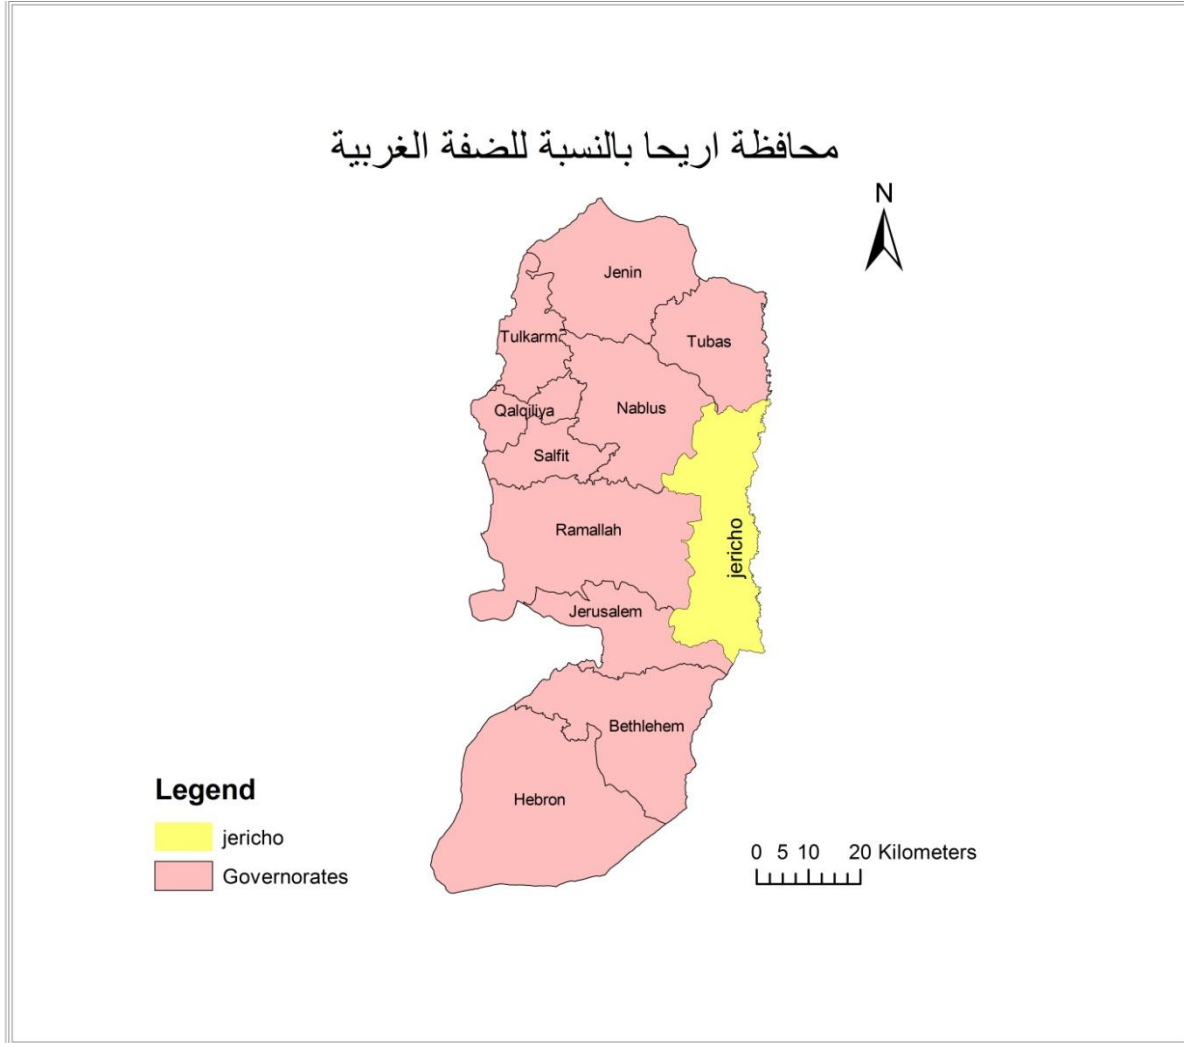 محافظة اريحا بالنسبة للضفة الغربية
N
Jenin
Tulkarm
Tubas
Qalqiliya
Nablus
Salfit
Ramallah
jericho
Jerusalem
Bethlehem
Hebron
Legend
jericho
Governorates
0 5 10 20 Kilometers